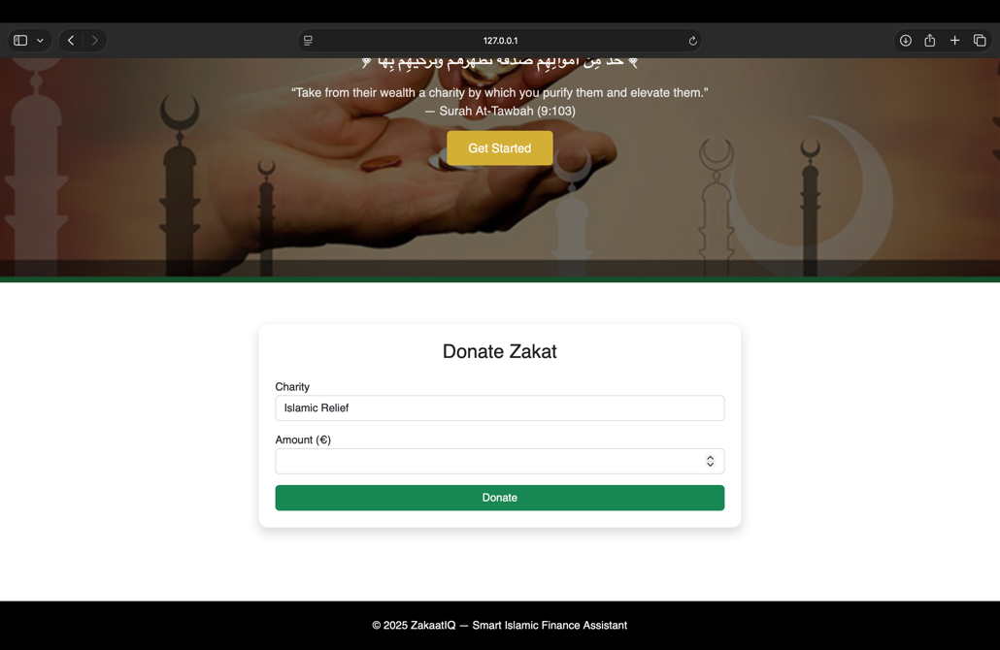 127.0.0.1
﴿ خُذْ مِنْ أَمْوَالِهِمْ صَدَقَةً تُطَهِّرُهُمْ وَتُزَكِّيهِمْ بِهَا ﴾
“Take from their wealth a charity by which you purify them and elevate them.”
— Surah At-Tawbah (9:103)
Get Started
Donate Zakat
Charity
Islamic Relief
Amount (€)
Donate
© 2025 ZakaatIQ — Smart Islamic Finance Assistant